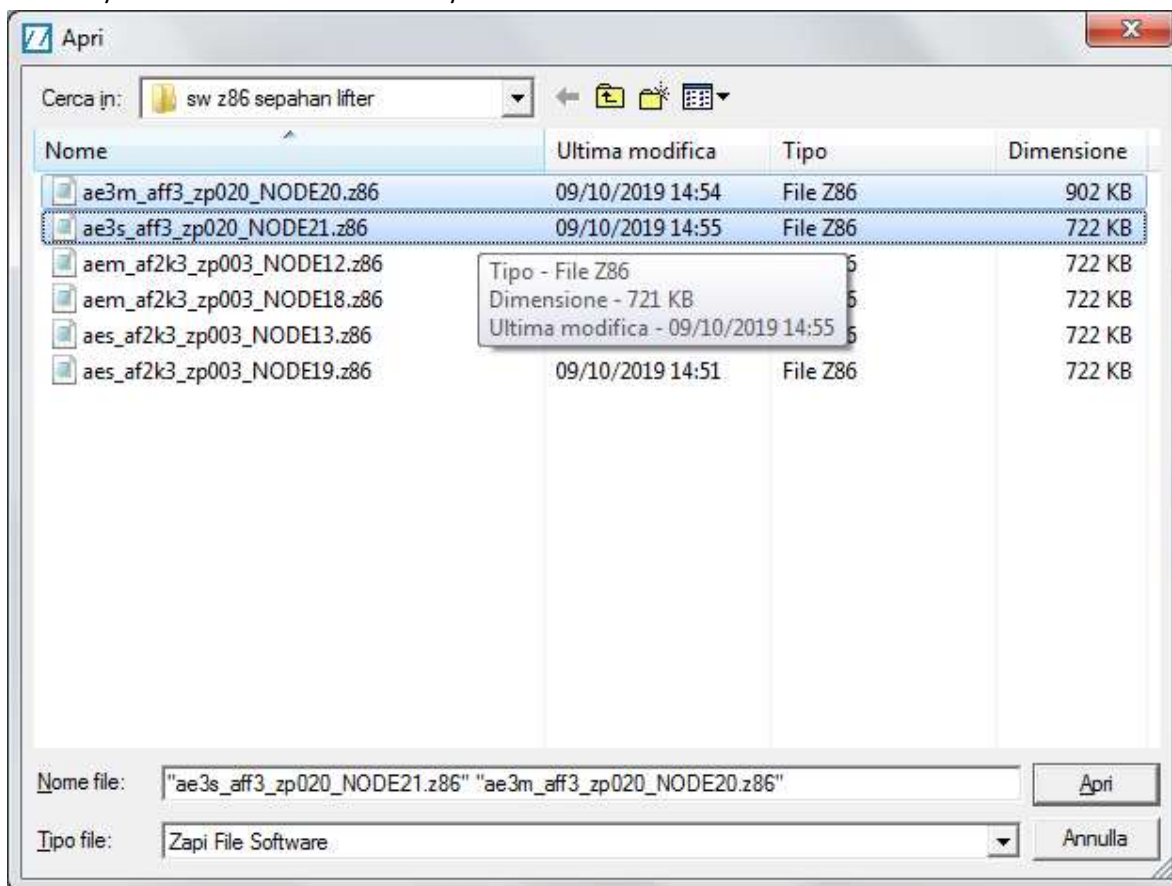 Apri
Cerca in: sw z86 sepahan lifter
Nome Ultima modifica Tipo Dimensione
ae3m_aff3_zp020_NODE20.z86 09/10/2019 14:54 File Z86 902 KB
ae3s_aff3_zp020_NODE21.z86 09/10/2019 14:55 File Z86 722 KB
aem_af2k3_zp003_NODE12.z86 722 KB
aem_af2k3_zp003_NODE18.z86 722 KB
aes_af2k3_zp003_NODE13.z86 722 KB
aes_af2k3_zp003_NODE19.z86 09/10/2019 14:51 File Z86 722 KB
Tipo - File Z86
Dimensione - 721 KB
Ultima modifica - 09/10/2019 14:55
Nome file: "ae3s_aff3_zp020_NODE21.z86" "ae3m_aff3_zp020_NODE20.z86" Apri
Tipo file: Zapi File Software Annulla